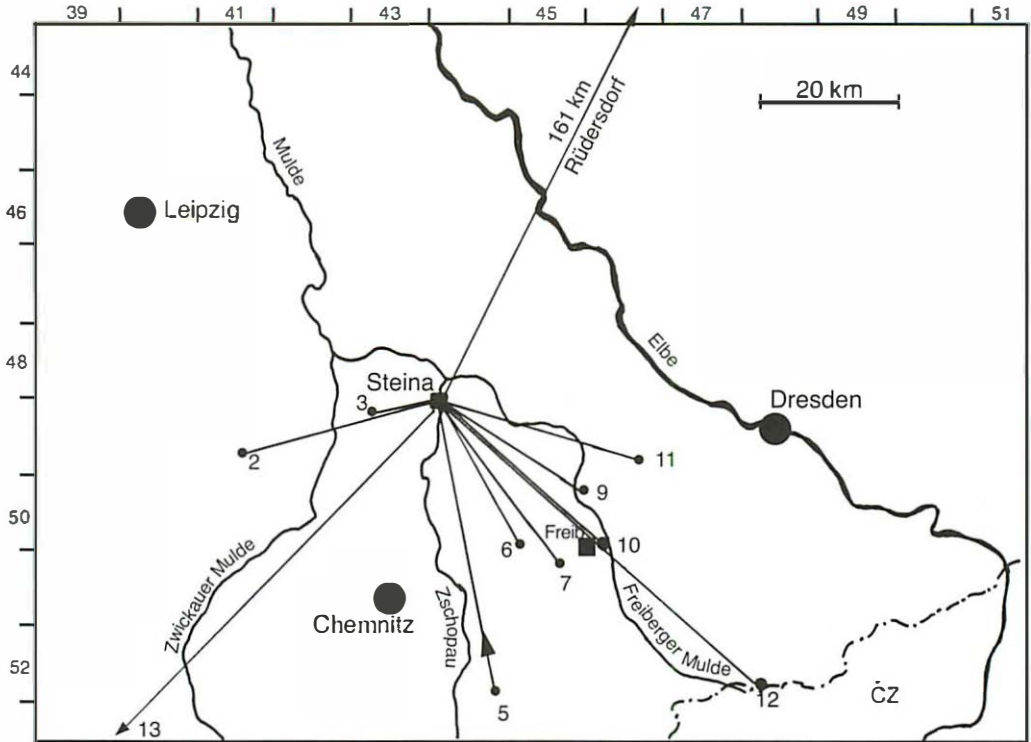 39 41 43 45 47 49 51
44
20 km
161 km
Rüdersdorf
Mulde
46
Leipzig
Elbe
48
Steina
3
Dresden
2
11
9
50
Freib.
6
10
7
Zwickauer Mulde
Zschopau
Freiberger Mulde
Chemnitz
52
12
ČZ
5
13